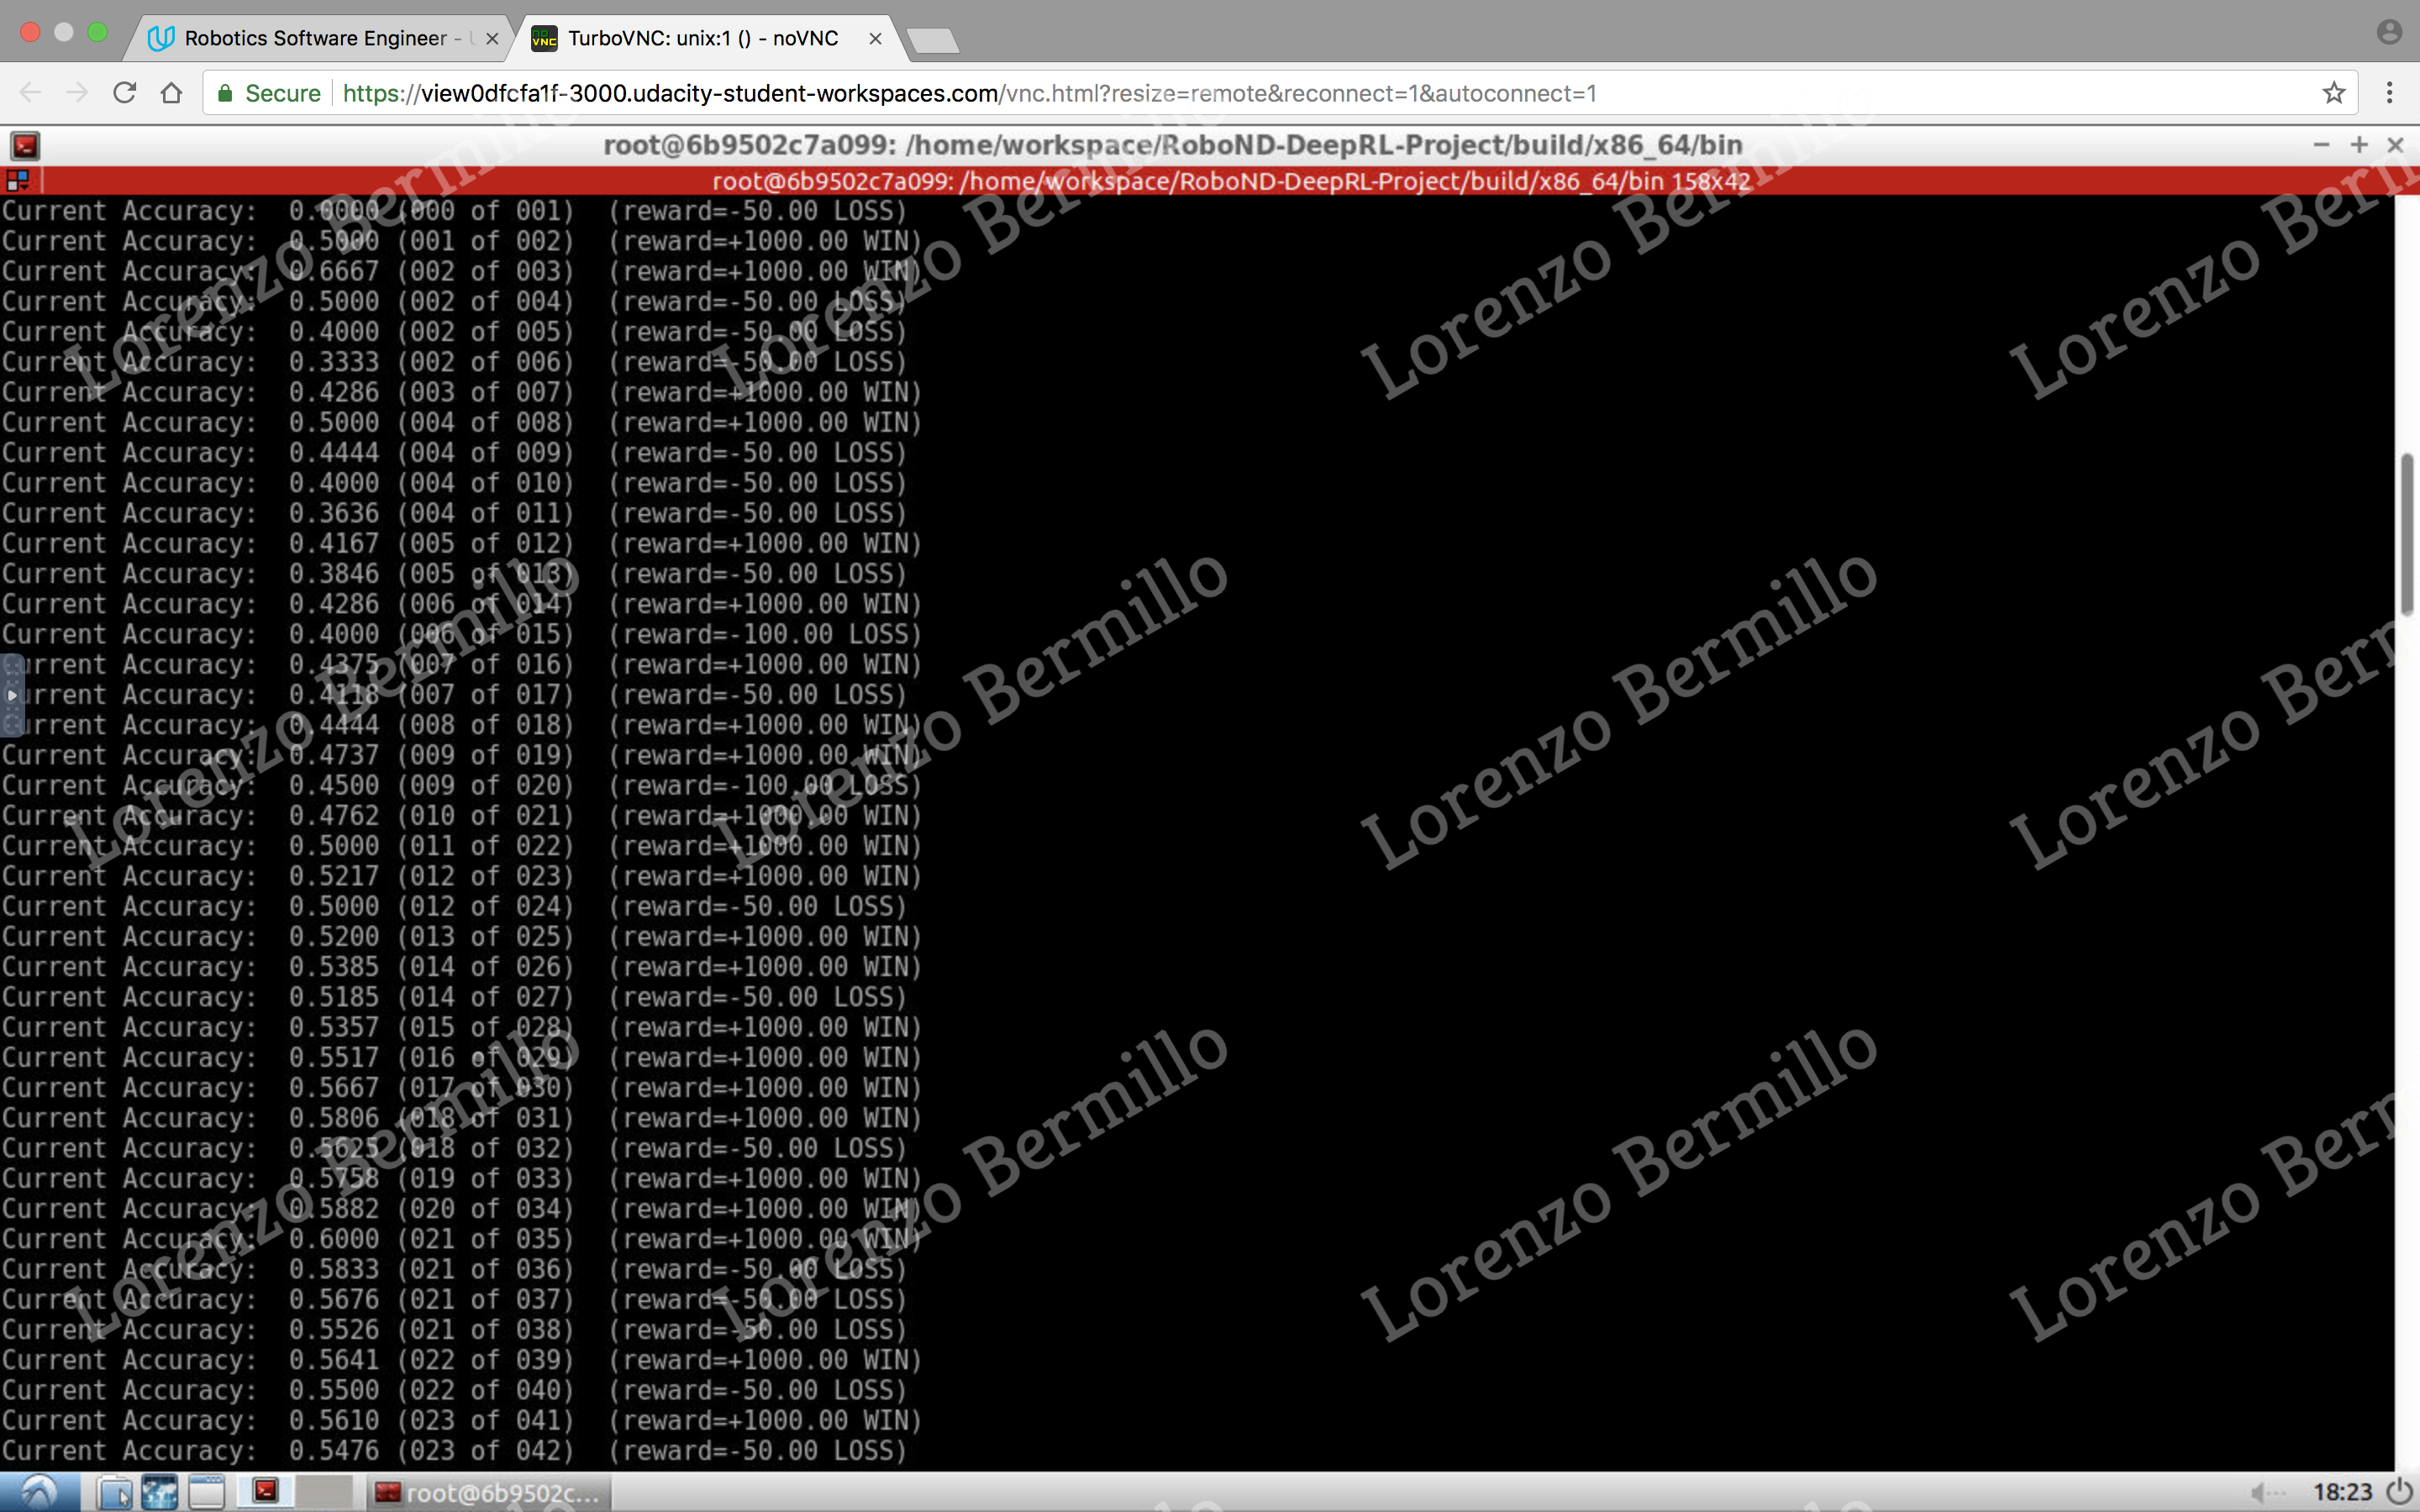 Robotics Software Engineer - U
TurboVNC: unix:1 () - noVNC
Secure https://view0dfcfa1f-3000.udacity-student-workspaces.com/vnc.html?resize=remote&reconnect=1&autoconnect=1
root@6b9502c7a099: /home/workspace/RoboND-DeepRL-Project/build/x86_64/bin
root@6b9502c7a099: /home/workspace/RoboND-DeepRL-Project/build/x86_64/bin 158x42
Current Accuracy: 0.0000 (000 of 001) (reward=-50.00 LOSS)
Current Accuracy: 0.5000 (001 of 002) (reward=+1000.00 WIN)
Current Accuracy: 0.6667 (002 of 003) (reward=+1000.00 WIN)
Current Accuracy: 0.5000 (002 of 004) (reward=-50.00 LOSS)
Current Accuracy: 0.4000 (002 of 005) (reward=-50.00 LOSS)
Current Accuracy: 0.3333 (002 of 006) (reward=-50.00 LOSS)
Current Accuracy: 0.4286 (003 of 007) (reward=+1000.00 WIN)
Current Accuracy: 0.5000 (004 of 008) (reward=+1000.00 WIN)
Current Accuracy: 0.4444 (004 of 009) (reward=-50.00 LOSS)
Current Accuracy: 0.4000 (004 of 010) (reward=-50.00 LOSS)
Current Accuracy: 0.3636 (004 of 011) (reward=-50.00 LOSS)
Current Accuracy: 0.4167 (005 of 012) (reward=+1000.00 WIN)
Current Accuracy: 0.3846 (005 of 013) (reward=-50.00 LOSS)
Current Accuracy: 0.4286 (006 of 014) (reward=+1000.00 WIN)
Current Accuracy: 0.4000 (006 of 015) (reward=-100.00 LOSS)
Current Accuracy: 0.4375 (007 of 016) (reward=+1000.00 WIN)
Current Accuracy: 0.4118 (007 of 017) (reward=-50.00 LOSS)
Current Accuracy: 0.4444 (008 of 018) (reward=+1000.00 WIN)
Current Accuracy: 0.4737 (009 of 019) (reward=+1000.00 WIN)
Current Accuracy: 0.4500 (009 of 020) (reward=-100.00 LOSS)
Current Accuracy: 0.4762 (010 of 021) (reward=+1000.00 WIN)
Current Accuracy: 0.5000 (011 of 022) (reward=+1000.00 WIN)
Current Accuracy: 0.5217 (012 of 023) (reward=+1000.00 WIN)
Current Accuracy: 0.5000 (012 of 024) (reward=-50.00 LOSS)
Current Accuracy: 0.5200 (013 of 025) (reward=+1000.00 WIN)
Current Accuracy: 0.5385 (014 of 026) (reward=+1000.00 WIN)
Current Accuracy: 0.5185 (014 of 027) (reward=-50.00 LOSS)
Current Accuracy: 0.5357 (015 of 028) (reward=+1000.00 WIN)
Current Accuracy: 0.5517 (016 of 029) (reward=+1000.00 WIN)
Current Accuracy: 0.5667 (017 of 030) (reward=+1000.00 WIN)
Current Accuracy: 0.5806 (018 of 031) (reward=+1000.00 WIN)
Current Accuracy: 0.5625 (018 of 032) (reward=-50.00 LOSS)
Current Accuracy: 0.5758 (019 of 033) (reward=+1000.00 WIN)
Current Accuracy: 0.5882 (020 of 034) (reward=+1000.00 WIN)
Current Accuracy: 0.6000 (021 of 035) (reward=+1000.00 WIN)
Current Accuracy: 0.5833 (021 of 036) (reward=-50.00 LOSS)
Current Accuracy: 0.5676 (021 of 037) (reward=-50.00 LOSS)
Current Accuracy: 0.5526 (021 of 038) (reward=-50.00 LOSS)
Current Accuracy: 0.5641 (022 of 039) (reward=+1000.00 WIN)
Current Accuracy: 0.5500 (022 of 040) (reward=-50.00 LOSS)
Current Accuracy: 0.5610 (023 of 041) (reward=+1000.00 WIN)
Current Accuracy: 0.5476 (023 of 042) (reward=-50.00 LOSS)
root@6b9502c...
18:23
Lorenzo Bermillo
Lorenzo Bermillo
Lorenzo Bermillo
Lorenzo Bern
Lorenzo Bermillo
Lorenzo Bermillo
Lorenzo Bermillo
Lorenzo Bern
Lorenzo Bermillo
Lorenzo Bermillo
Lorenzo Bermillo
Lorenzo Bern